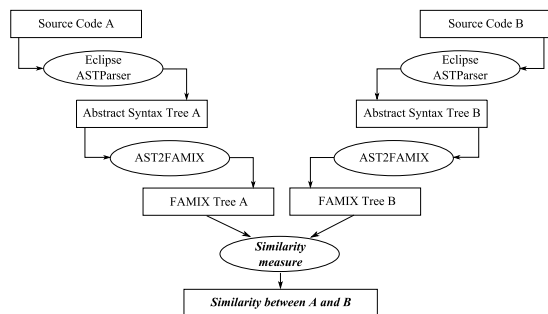 Source Code A
Source Code B
Eclipse
ASTParser
Eclipse
ASTParser
Abstract Syntax Tree A
Abstract Syntax Tree B
AST2FAMIX
AST2FAMIX
FAMIX Tree A
FAMIX Tree B
Similarity
measure
Similarity between A and B